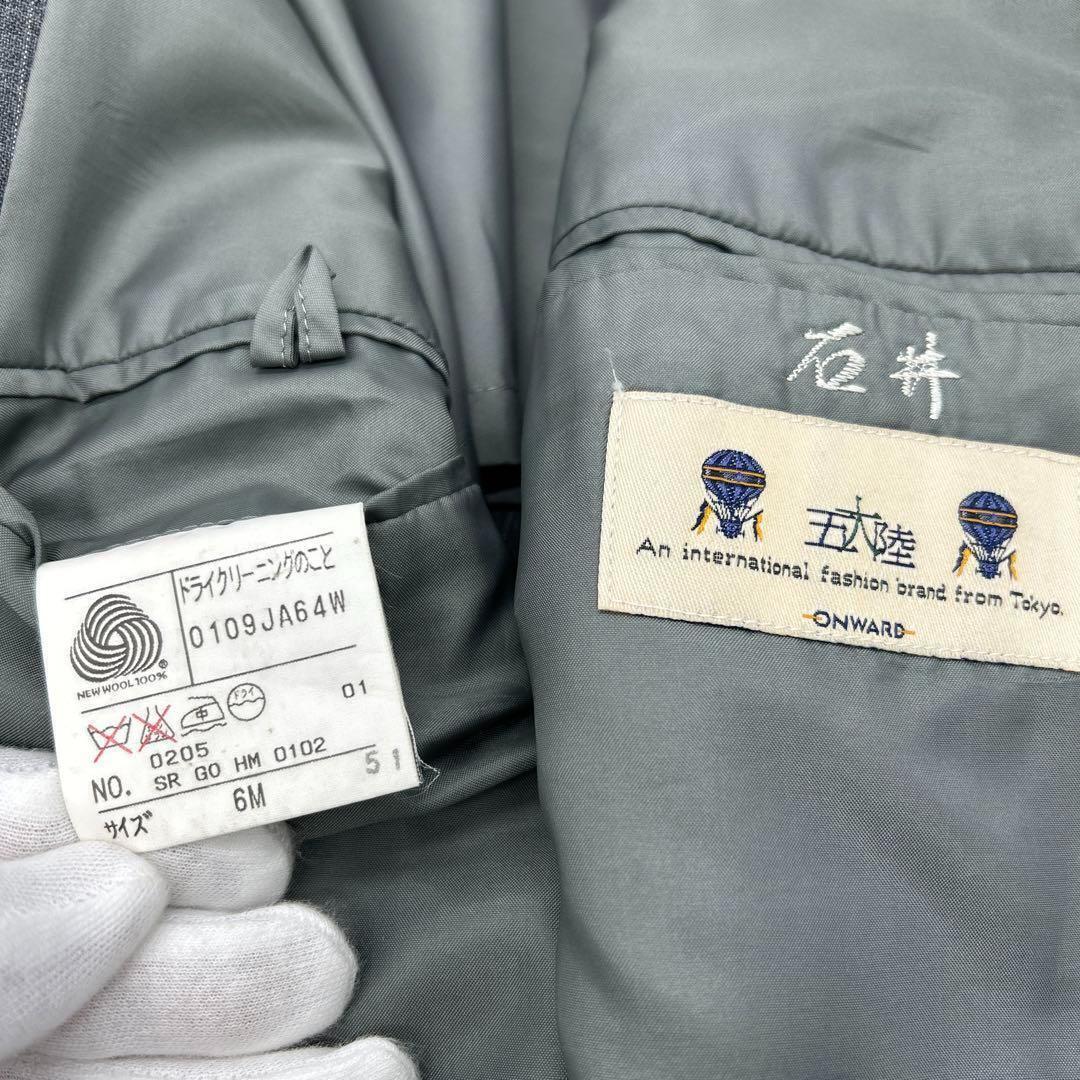 ドライクリーニングのこと
0109JA64W
NEW WOOL 100%
®
中
ドライ
01
NO. 0205
SR GO HM 0102
51
サイズ 6M
石井
五大陸
An international fashion brand from Tokyo.
ONWARD